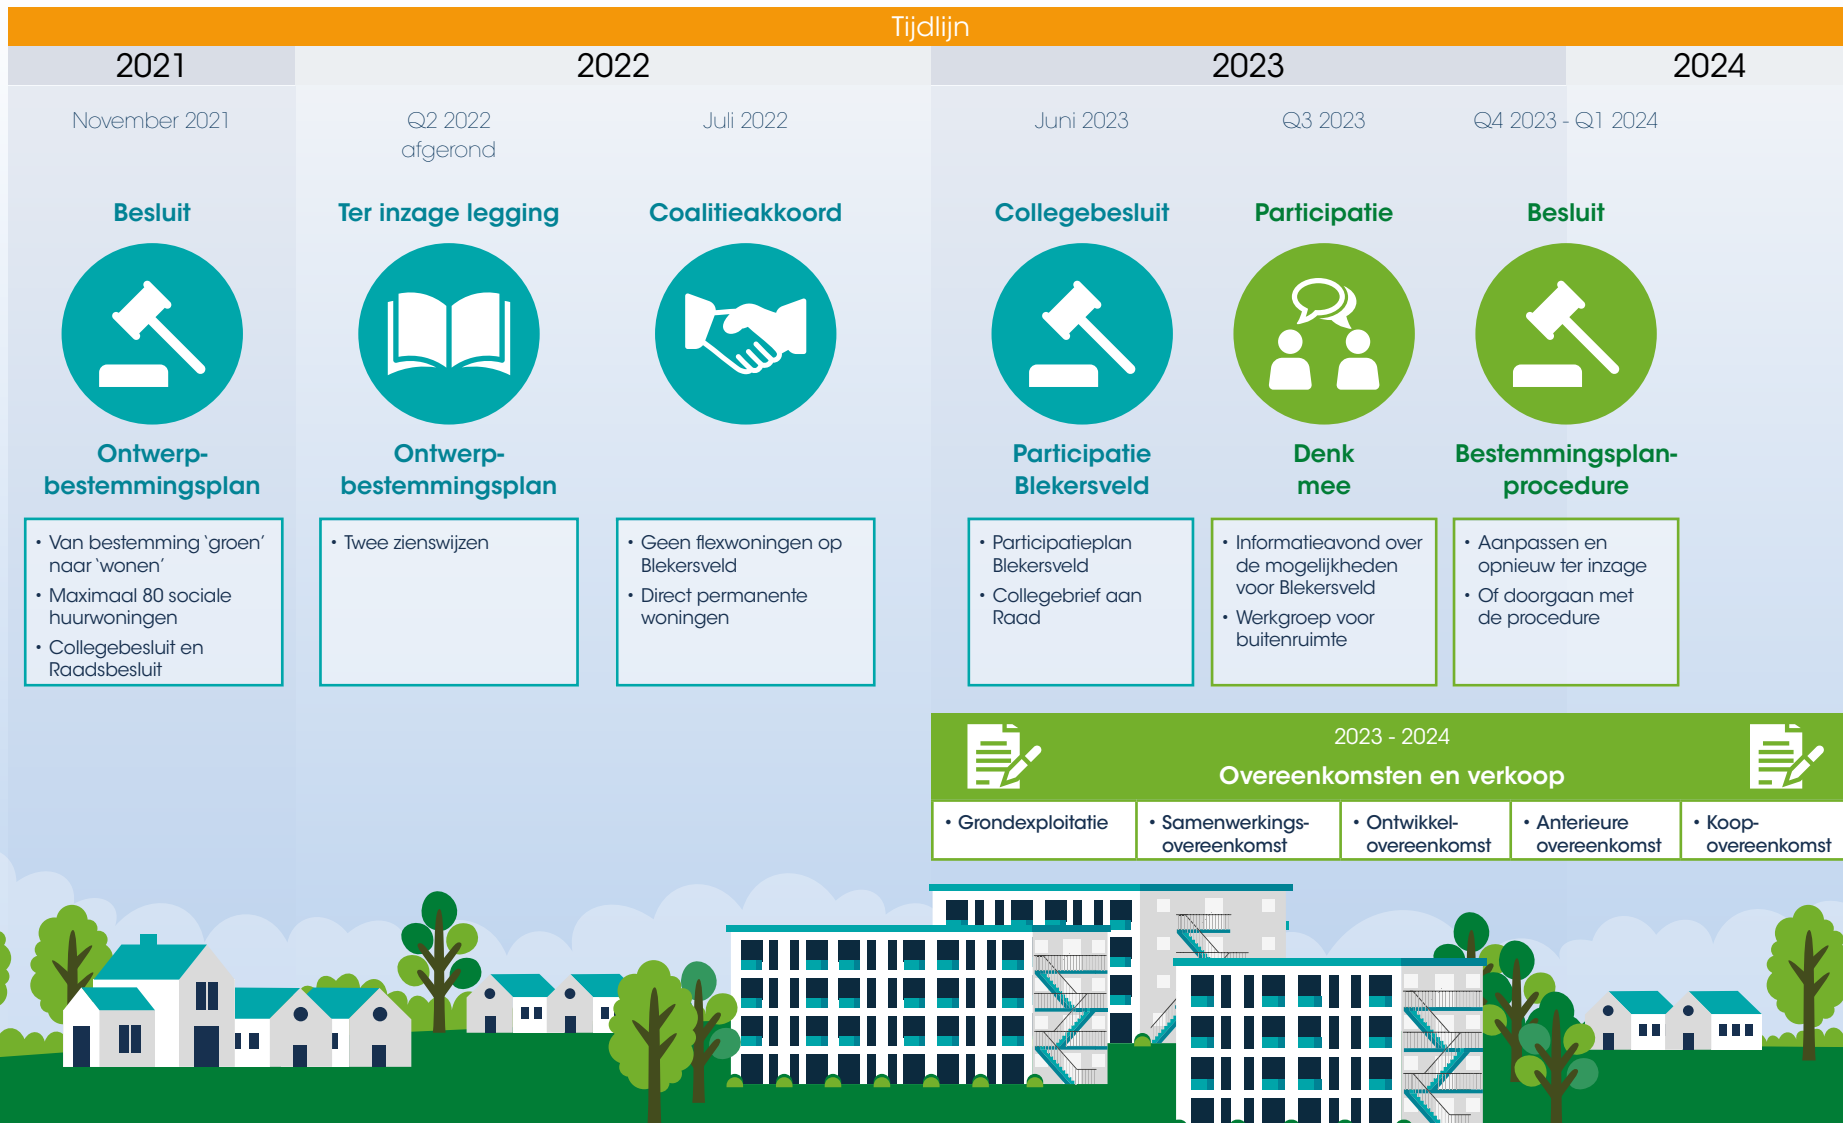 Tijdlijn
2021
2022
2023
2024
November 2021
Besluit
Ontwerp-
bestemmingsplan
• Van bestemming ‘groen’
naar ‘wonen’
• Maximaal 80 sociale
huurwoningen
• Collegebesluit en
Raadsbesluit
Q2 2022
afgerond
Ter inzage legging
Ontwerp-
bestemmingsplan
• Twee zienswijzen
Juli 2022
Coalitieakkoord
• Geen flexwoningen op
Blekersveld
• Direct permanente
woningen
Juni 2023
Collegebesluit
Participatie
Blekersveld
• Participatieplan
Blekersveld
• Collegebrief aan
Raad
Q3 2023
Participatie
Denk
mee
• Informatieavond over
de mogelijkheden
voor Blekersveld
• Werkgroep voor
buitenruimte
Q4 2023 - Q1 2024
Besluit
Bestemmingsplan-
procedure
• Aanpassen en
opnieuw ter inzage
• Of doorgaan met
de procedure
2023 - 2024
Overeenkomsten en verkoop
• Grondexploitatie
• Samenwerkings-
overeenkomst
• Ontwikkel-
overeenkomst
• Anterieure
overeenkomst
• Koop-
overeenkomst